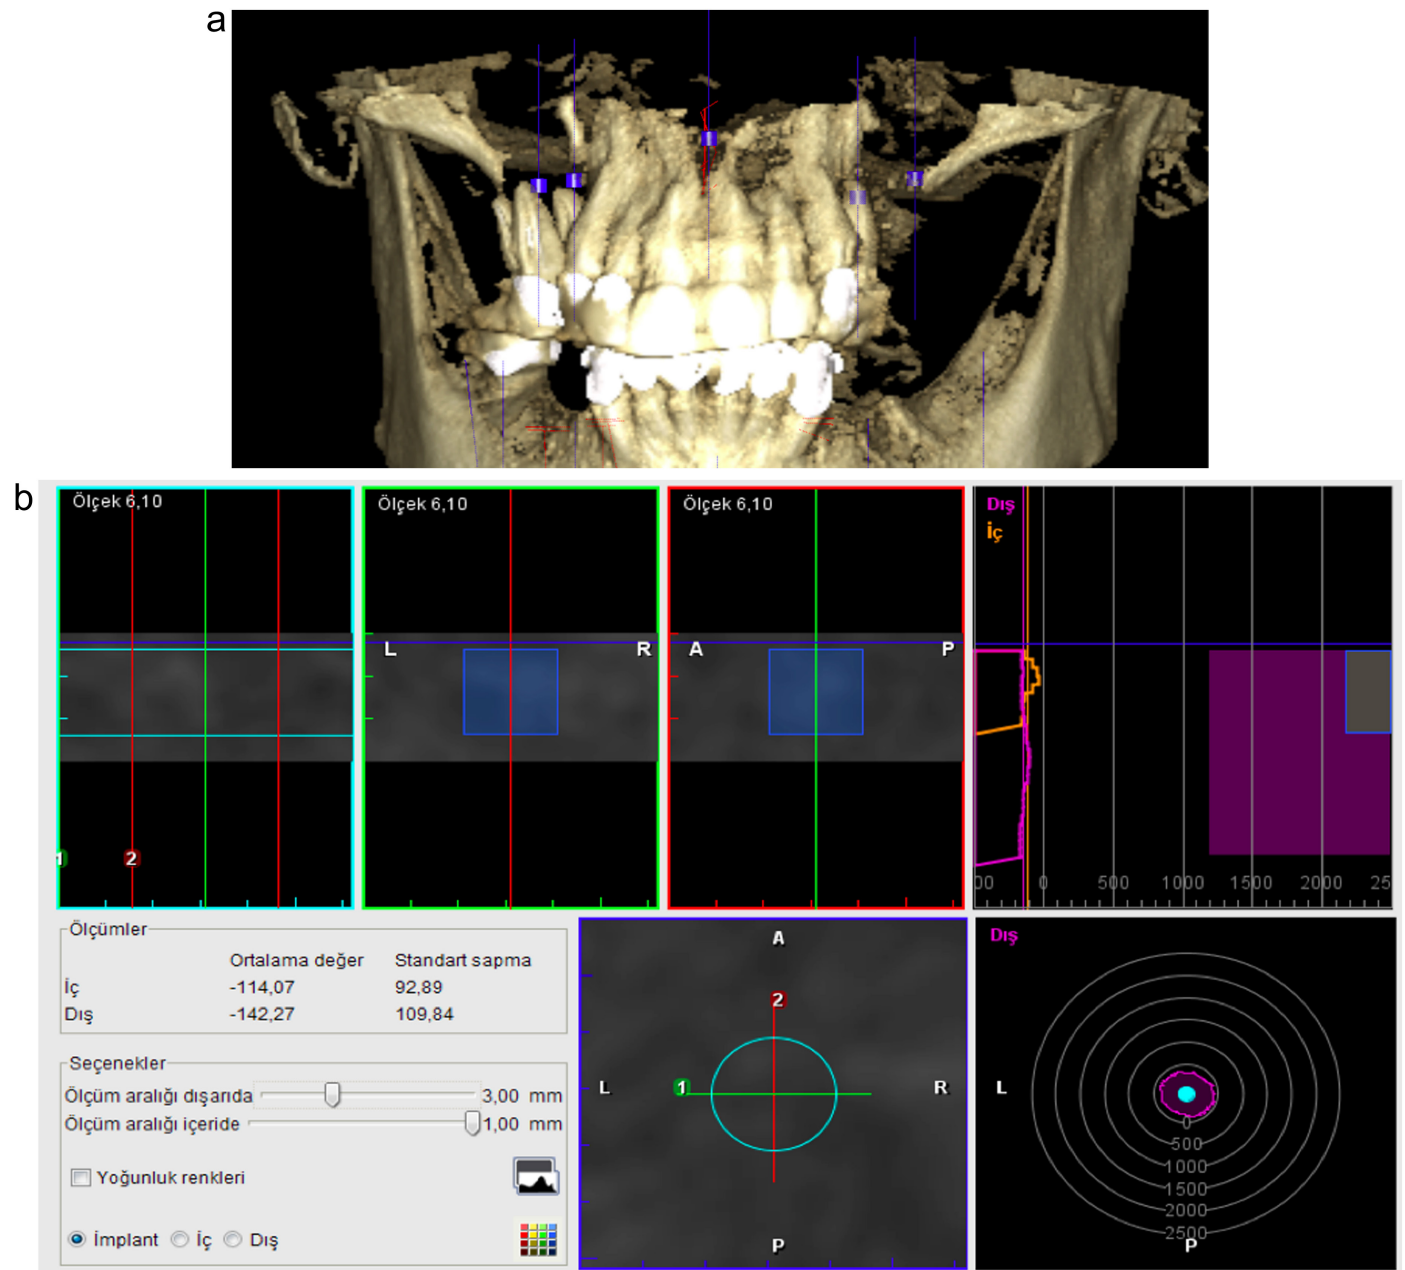 a
b
Ölçek 6,10
Ölçek 6,10
Ölçek 6,10
Dış
İç
L R
A P
1 2
00 0 500 1000 1500 2000 25
Ölçümler
Ortalama değer Standart sapma
İç -114,07 92,89
Dış -142,27 109,84
Seçenekler
Ölçüm aralığı dışarıda 3,00 mm
Ölçüm aralığı içeride 1,00 mm
Yoğunluk renkleri
İmplant İç Dış
A
2
L 1 R
P
Dış
L
0
500
1000
1500
2000
2500
P